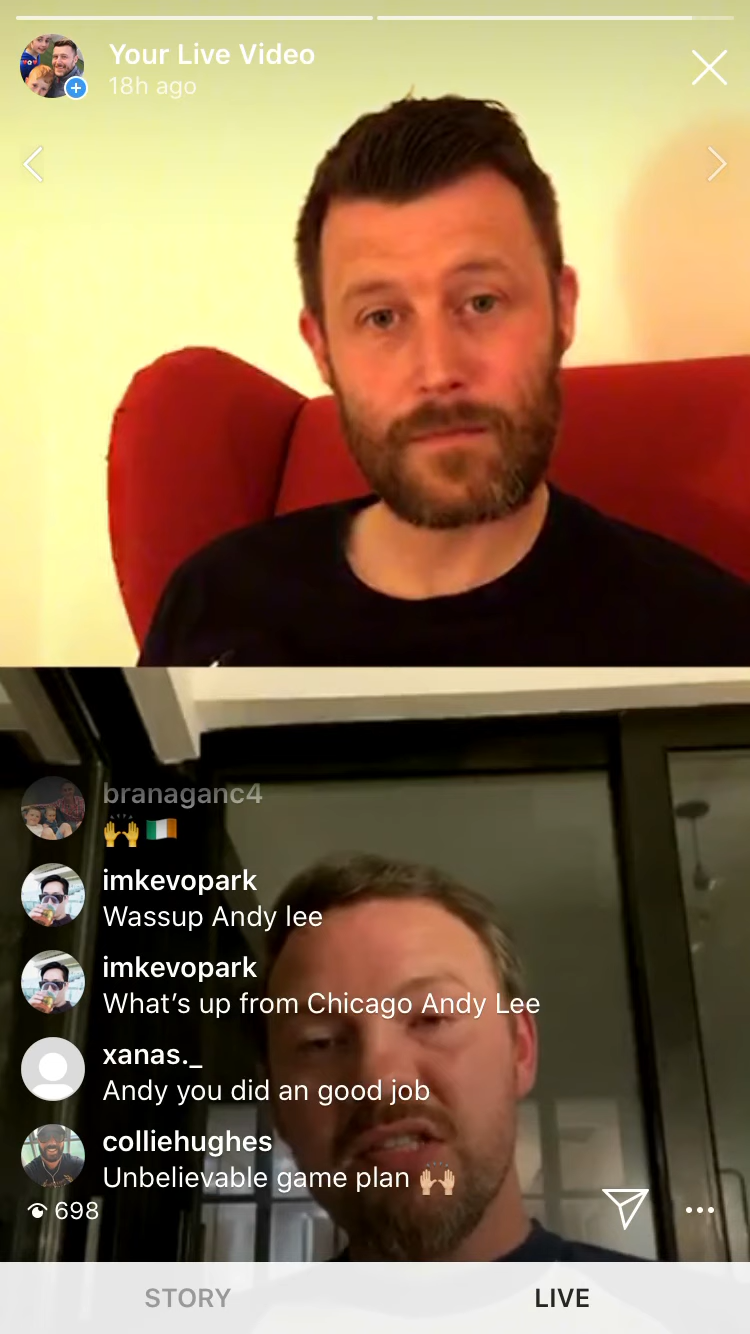 Your Live Video
18h ago
branaganc4
🙌 🇮🇪
imkevopark
Wassup Andy lee
imkevopark
What’s up from Chicago Andy Lee
xanas._
Andy you did an good job
colliehughes
Unbelievable game plan 🙌🏼
698
STORY
LIVE